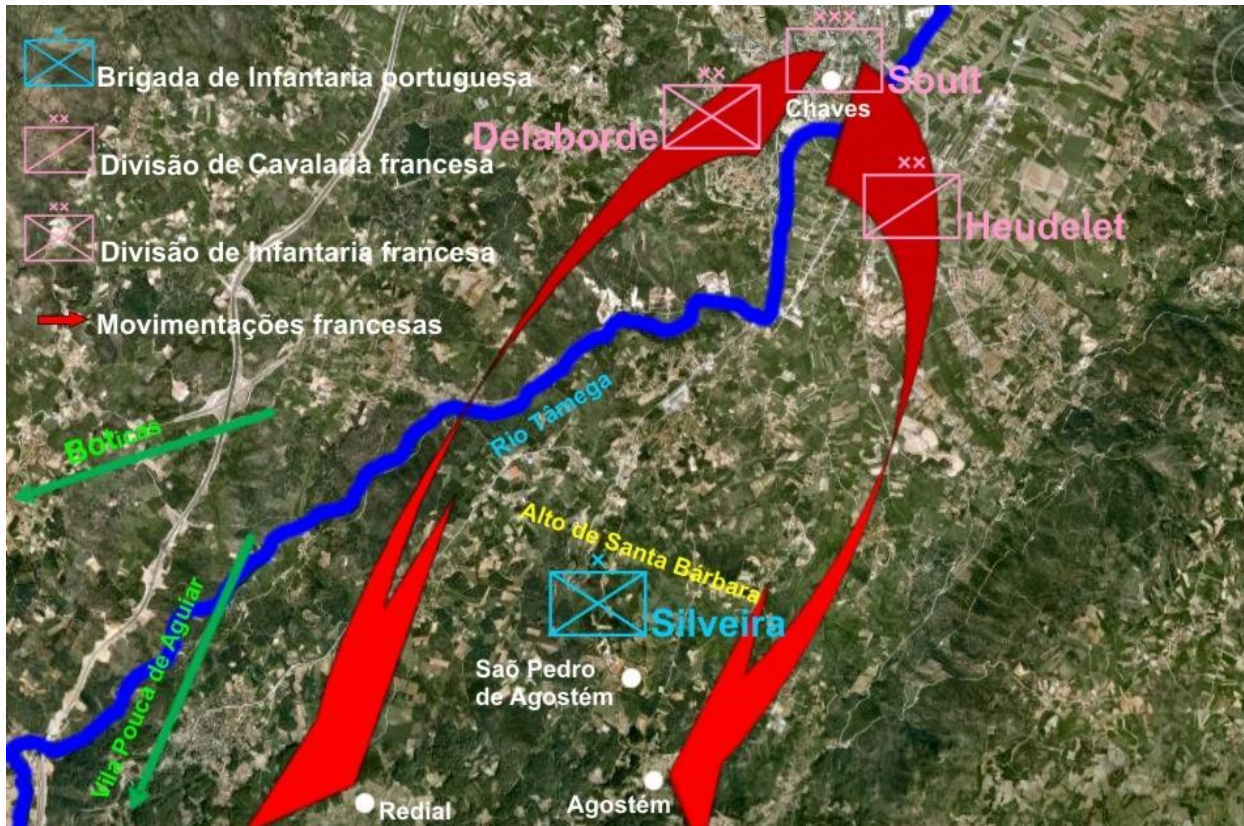 ×
Brigada de Infantaria portuguesa
××
Divisão de Cavalaria francesa
××
Divisão de Infantaria francesa
Movimentações francesas
×××
Soult
Chaves
××
Delaborde
××
Heudelet
Rio Tâmega
Boticas
Vila Pouca de Aguiar
Alto de Santa Bárbara
×
Silveira
Saõ Pedro
de Agostém
Agostém
Redial